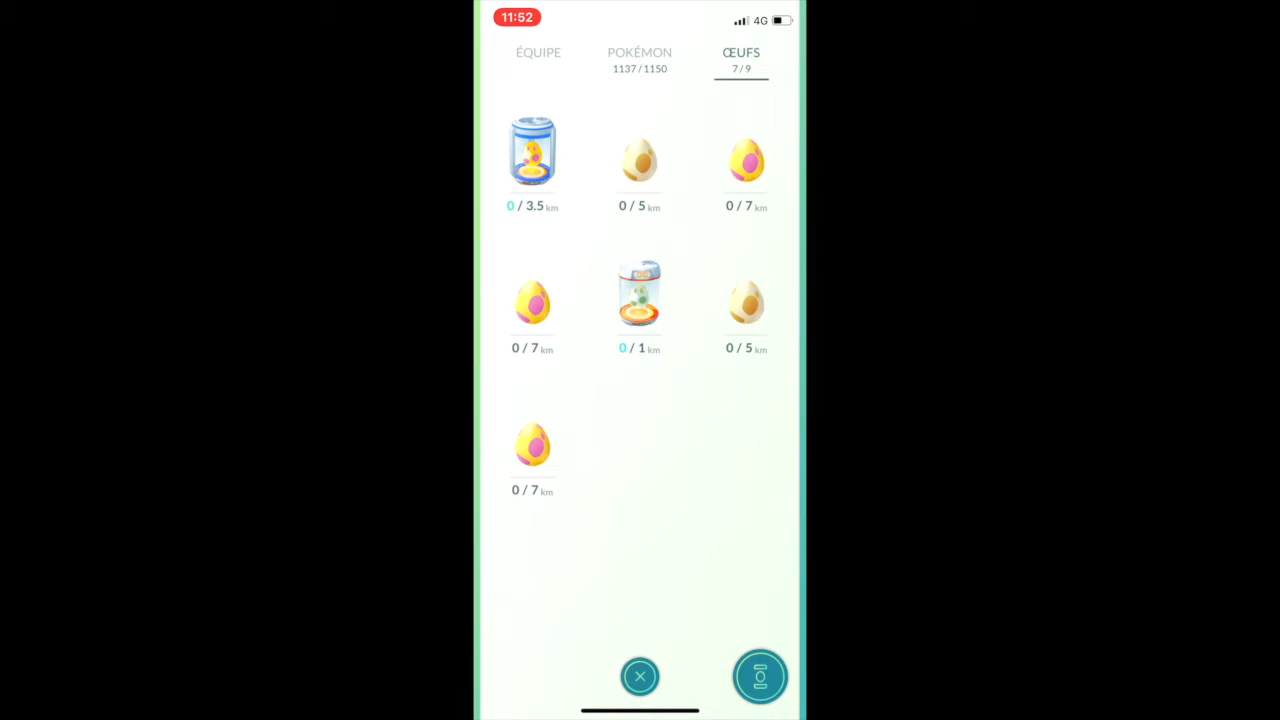 11:52
4G
ÉQUIPE
POKÉMON
ŒUFS
1137 / 1150
7 / 9
0 / 3.5 km
0 / 5 km
0 / 7 km
0 / 7 km
0 / 1 km
0 / 5 km
0 / 7 km